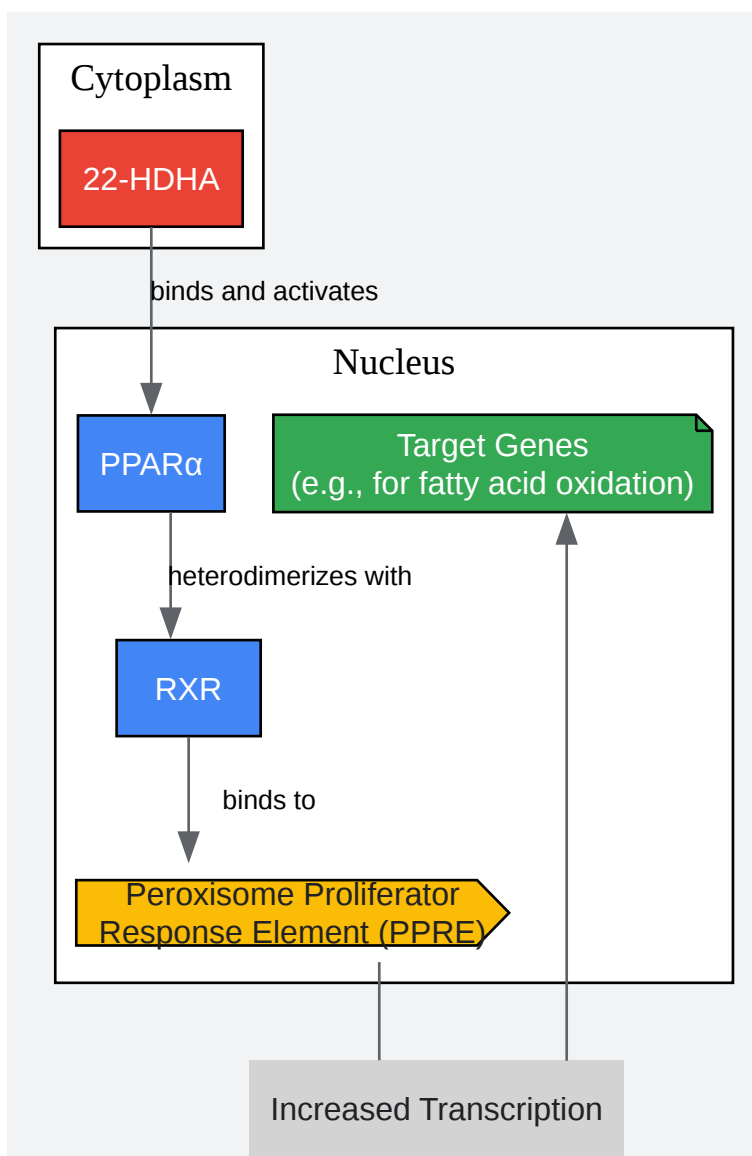 Cytoplasm
22-HDHA
binds and activates
Nucleus
PPARα
Target Genes
(e.g., for fatty acid oxidation)
heterodimerizes with
RXR
binds to
Peroxisome Proliferator
Response Element (PPRE)
Increased Transcription